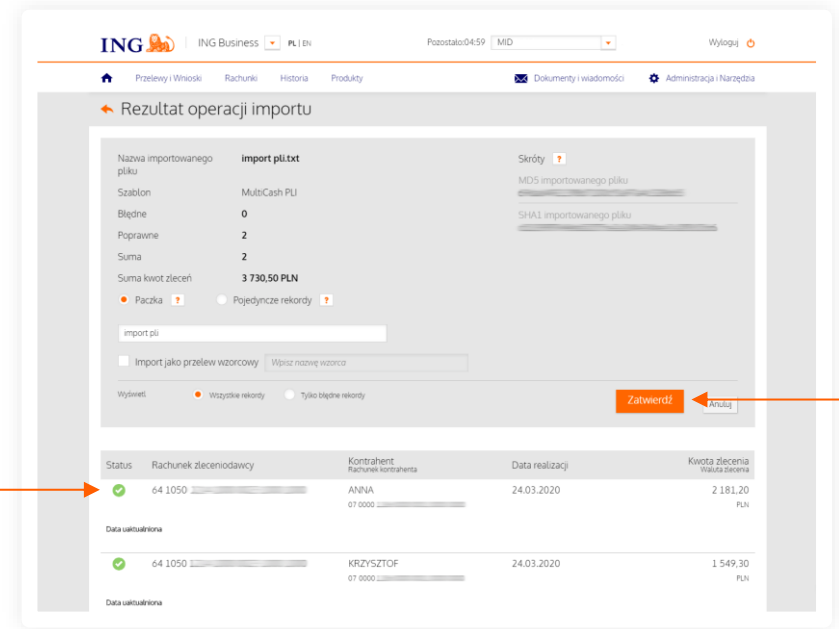 ING ING Business PL | EN Pozostało:04:59 MID Wyloguj
Przelewy i Wnioski Rachunki Historia Produkty Dokumenty i wiadomości Administracja i Narzędzia
Rezultat operacji importu
Nazwa importowanego pliku import pli.txt
Szablon MultiCash PLI
Błędne 0
Poprawne 2
Suma 2
Suma kwot zleceń 3 730,50 PLN
Paczka ? Pojedyncze rekordy ?
Skróty ?
MD5 importowanego pliku
SHA1 importowanego pliku
import pli
Import jako przelew wzorcowy Wpisz nazwę wzorca
Wyświetl Wszystkie rekordy Tylko błędne rekordy Zatwierdź Anuluj
Status Rachunek zleceniodawcy Kontrahent Data realizacji Kwota zlecenia
Rachunek kontrahenta Waluta zlecenia
64 1050 ANNA 24.03.2020 2 181,20
07 0000 PLN
Data uaktualniona
64 1050 KRZYSZTOF 24.03.2020 1 549,30
07 0000 PLN
Data uaktualniona